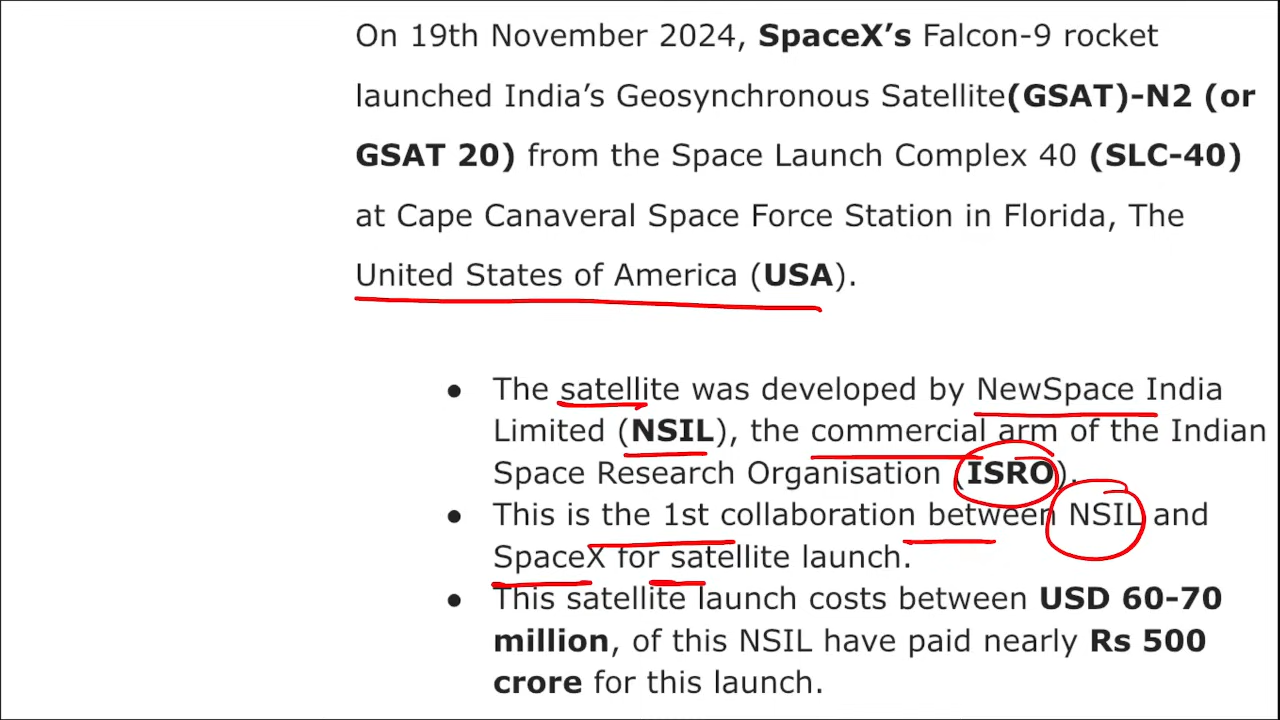 On 19th November 2024, SpaceX’s Falcon-9 rocket
launched India’s Geosynchronous Satellite(GSAT)-N2 (or
GSAT 20) from the Space Launch Complex 40 (SLC-40)
at Cape Canaveral Space Force Station in Florida, The
United States of America (USA).
● The satellite was developed by NewSpace India
Limited (NSIL), the commercial arm of the Indian
Space Research Organisation (ISRO).
● This is the 1st collaboration between NSIL and
SpaceX for satellite launch.
● This satellite launch costs between USD 60-70
million, of this NSIL have paid nearly Rs 500
crore for this launch.